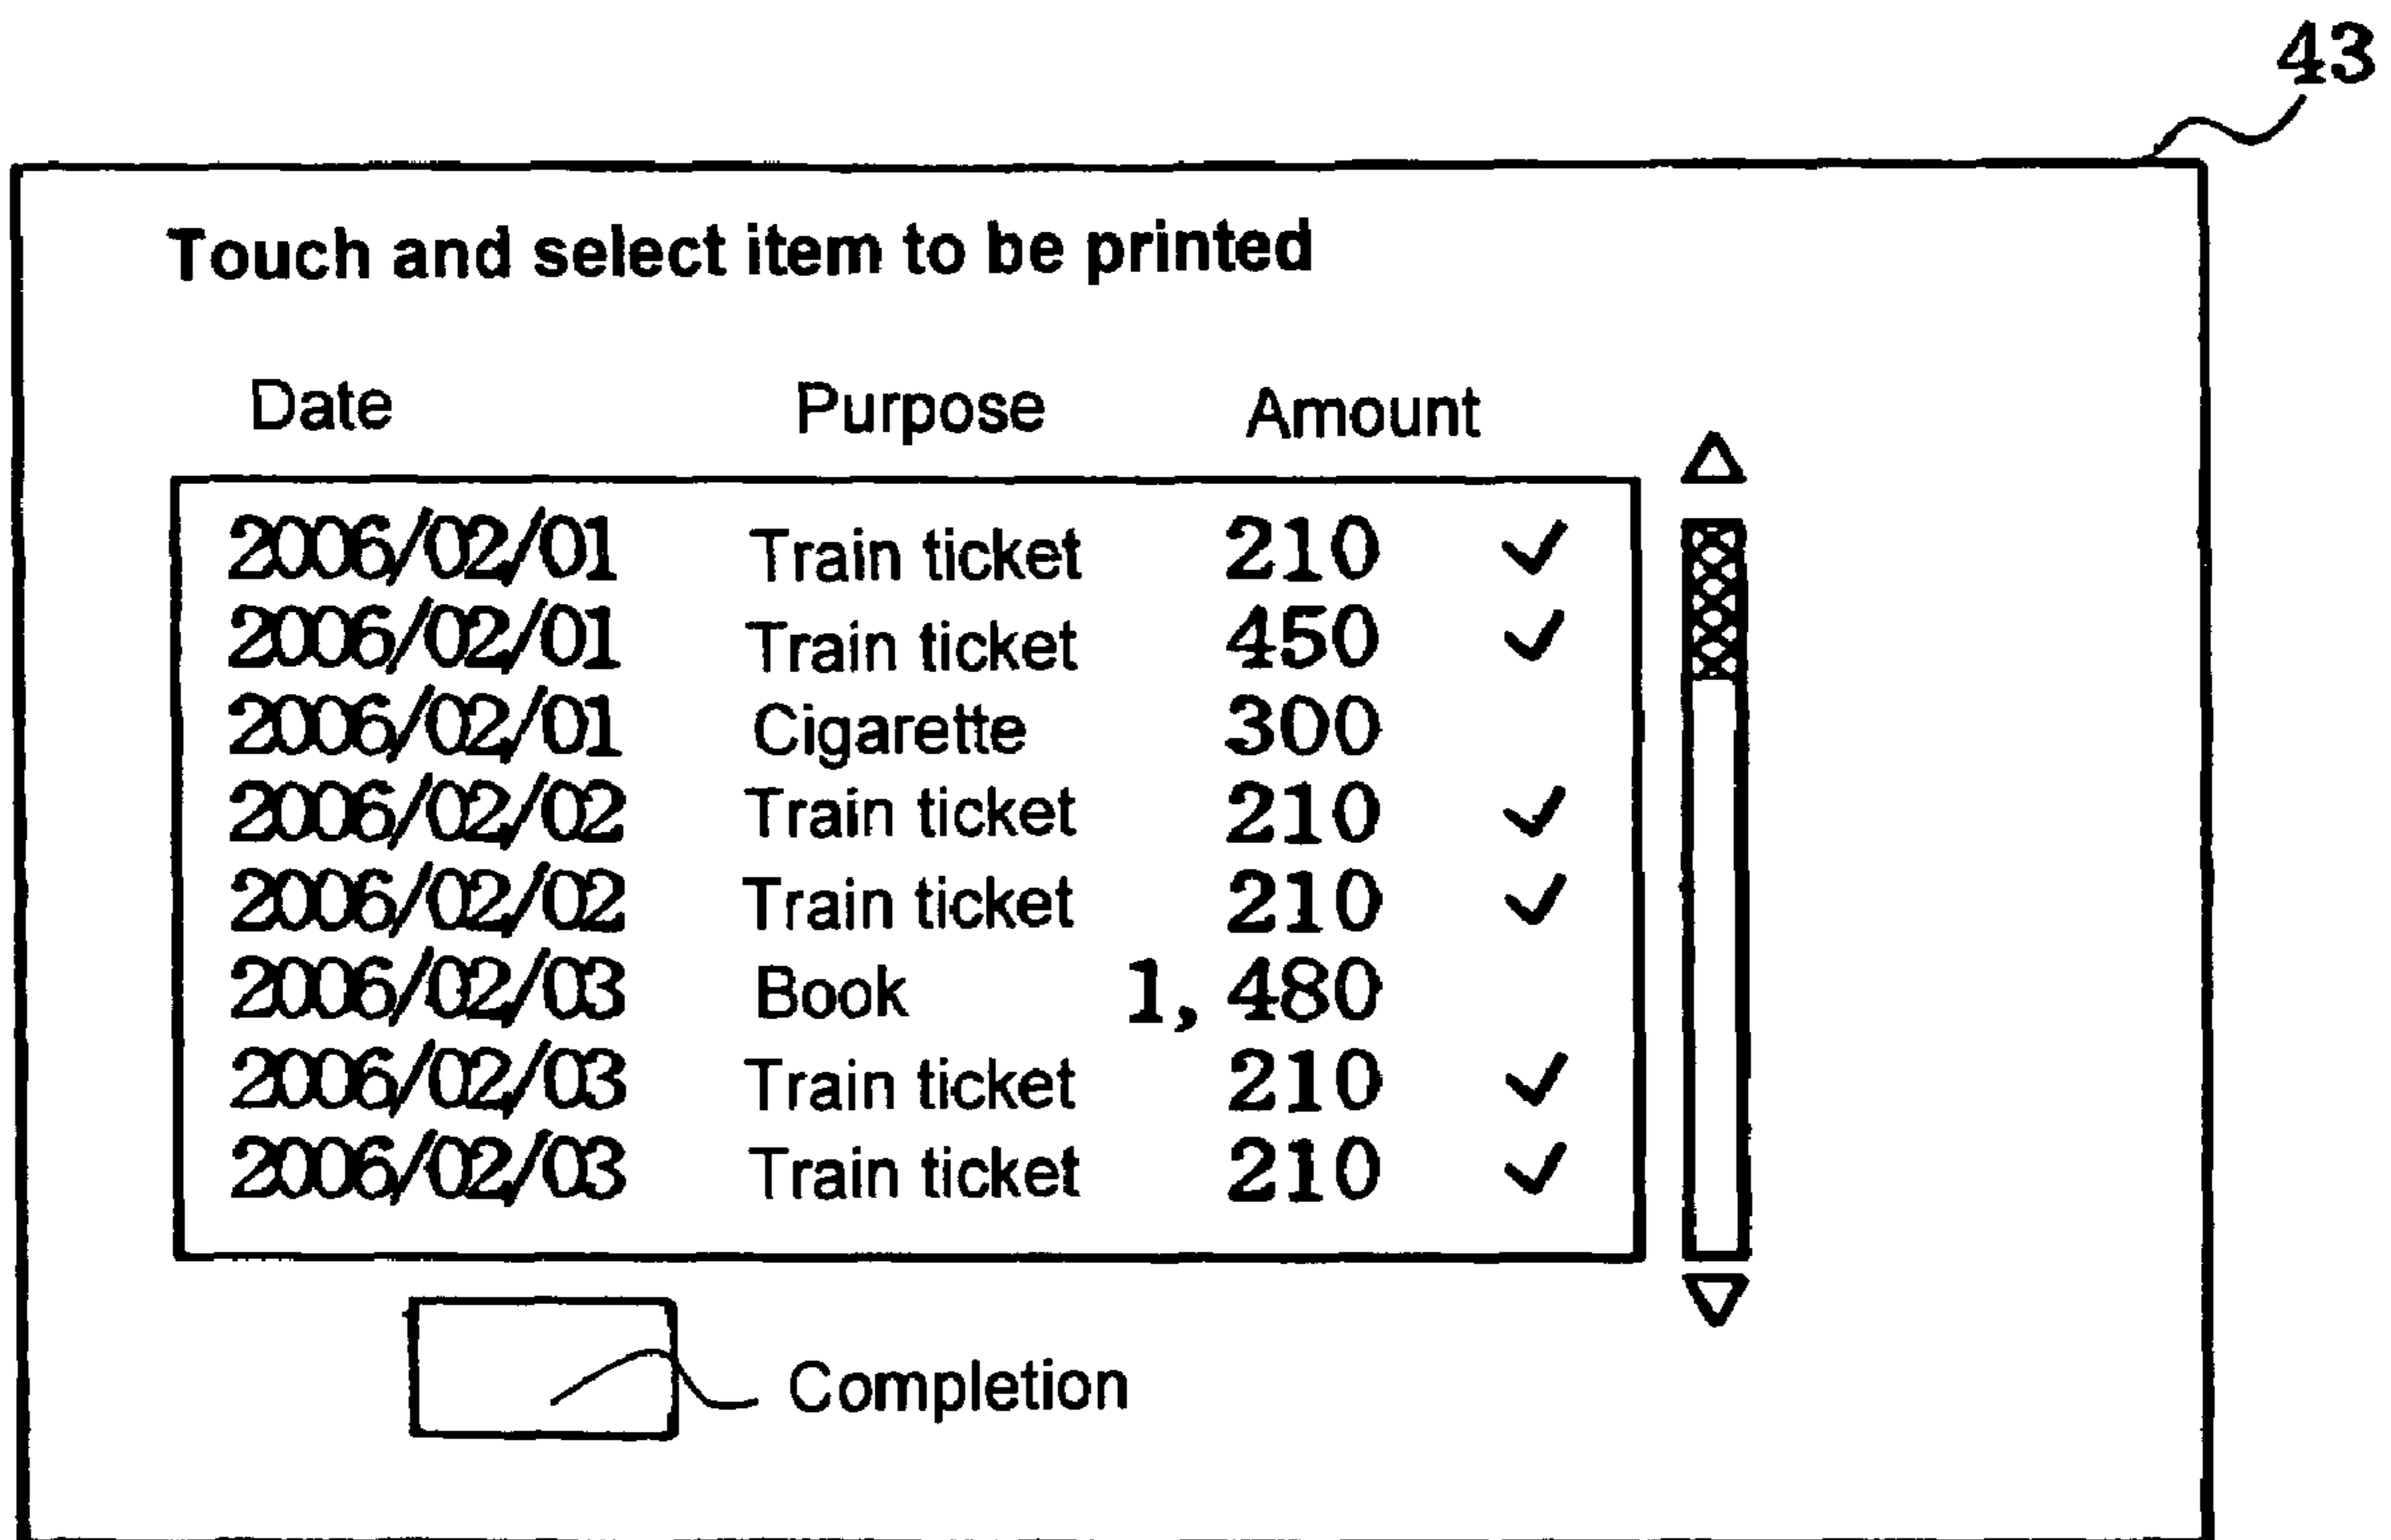 43
Touch and select item to be printed
Date Purpose Amount
2006/02/01 Train ticket 210 ✓
2006/02/01 Train ticket 450 ✓
2006/02/01 Cigarette 300
2006/02/02 Train ticket 210 ✓
2006/02/02 Train ticket 210 ✓
2006/02/03 Book 1, 480
2006/02/03 Train ticket 210 ✓
2006/02/03 Train ticket 210 ✓
Completion